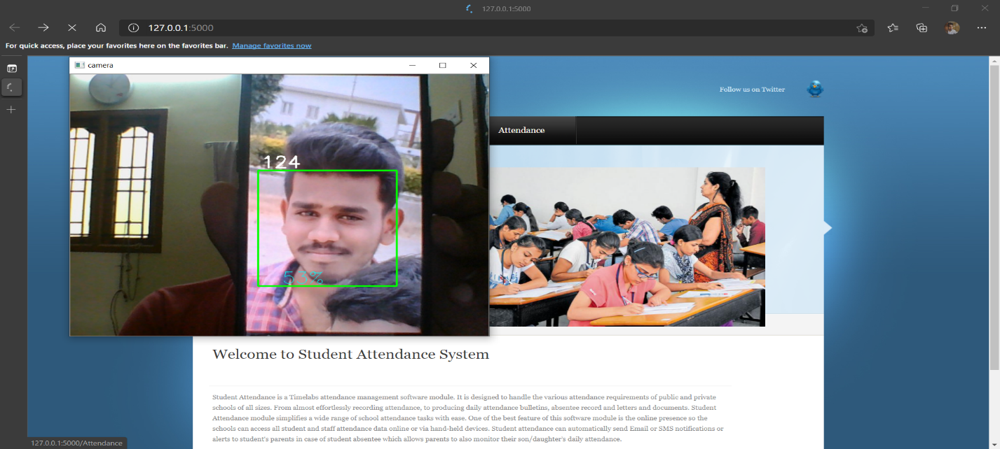 127.0.0.1:5000
127.0.0.1:5000
For quick access, place your favorites here on the favorites bar. Manage favorites now
camera
Follow us on Twitter
Attendance
124
53%
Welcome to Student Attendance System
Student Attendance is a Timelabs attendance management software module. It is designed to handle the various attendance requirements of public and private
schools of all sizes. From almost effortlessly recording attendance, to producing daily attendance bulletins, absentee record and letters and documents. Student
Attendance module simplifies a wide range of school attendance tasks with ease. One of the best feature of this software module is the online presence so the
schools can access all student and staff attendance data online or via hand-held devices. Student attendance can automatically send Email or SMS notifications or
alerts to student's parents in case of student absentee which allows parents to also monitor their son/daughter's daily attendance.
127.0.0.1:5000/Attendance